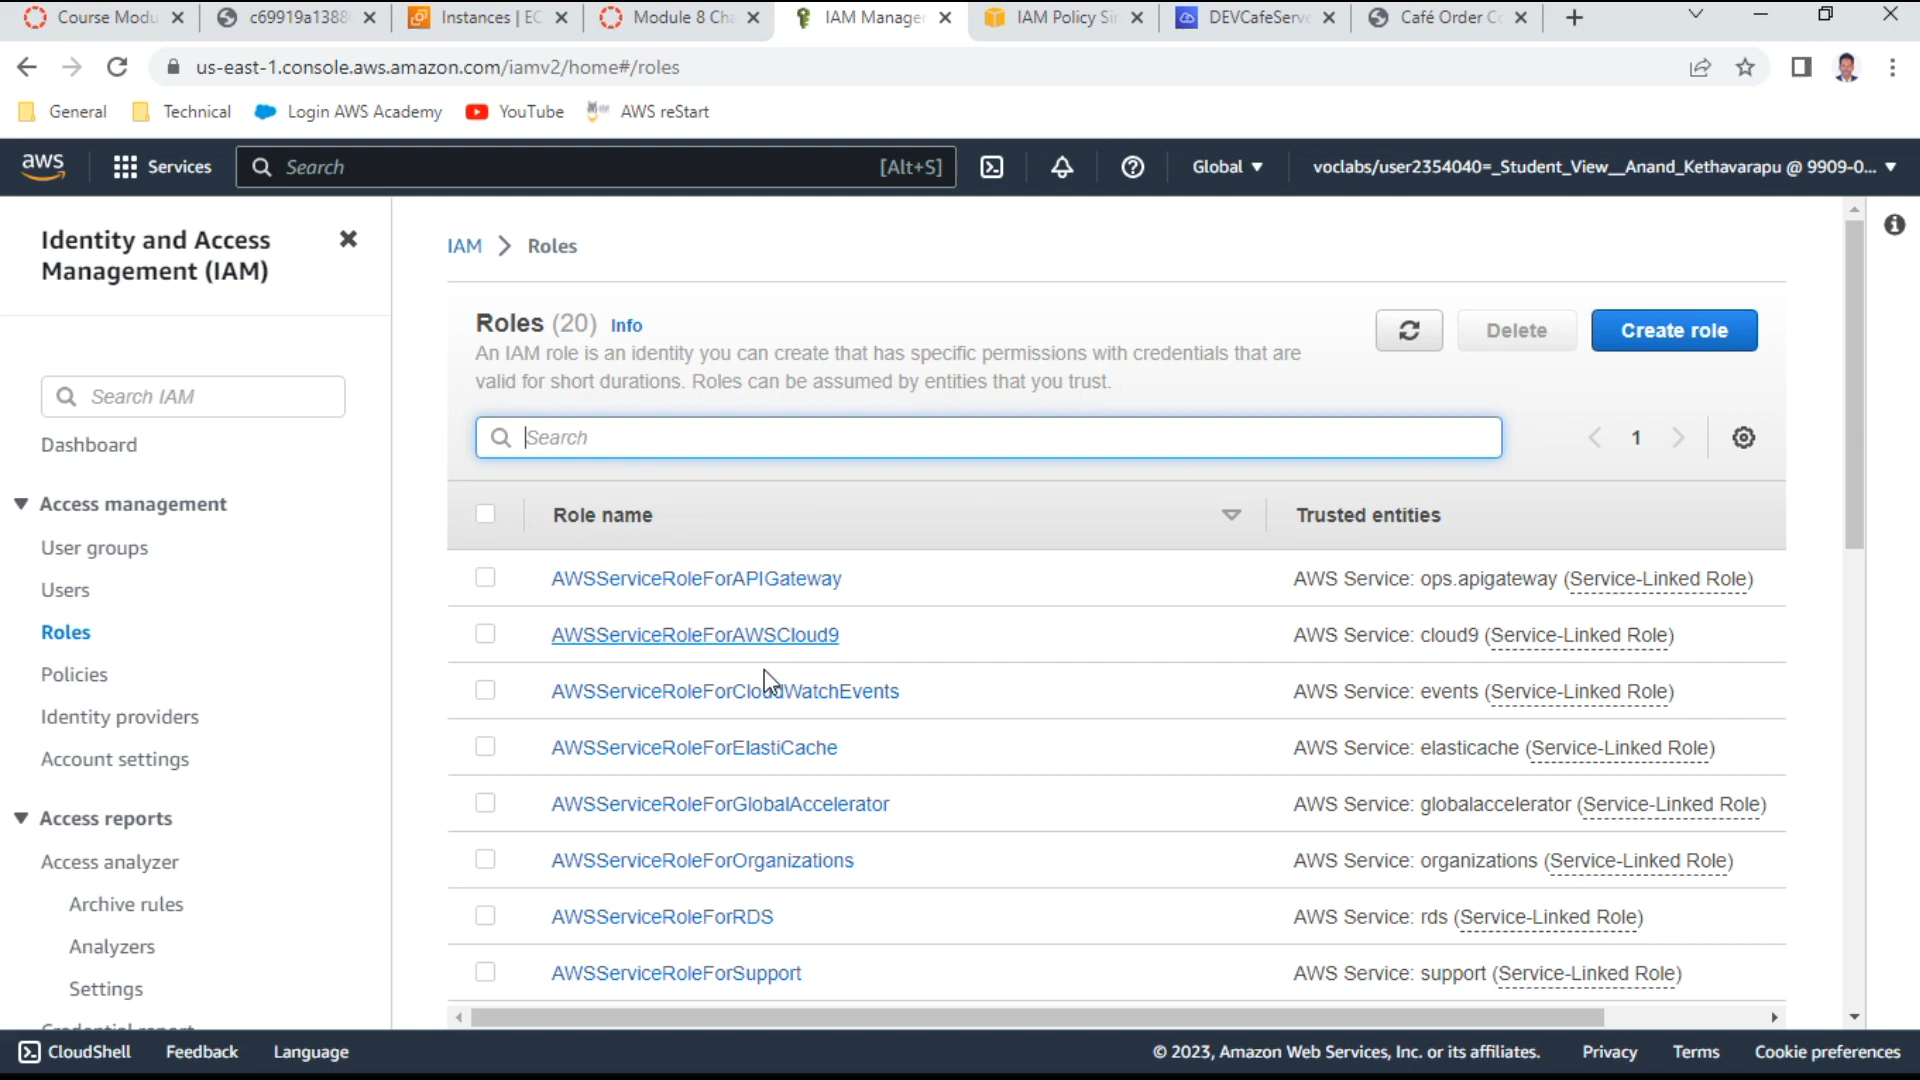 Course Modu
c69919a1388
Instances | EC
Module 8 Cha
IAM Manager
IAM Policy Sim
DEVCafeServe
Café Order Co
us-east-1.console.aws.amazon.com/iamv2/home#/roles
General
Technical
Login AWS Academy
YouTube
AWS reStart
aws
Services
Search
[Alt+S]
Global
voclabs/user2354040=_Student_View__Anand_Kethavarapu @ 9909-0...
Identity and Access
Management (IAM)
Search IAM
Dashboard
Access management
User groups
Users
Roles
Policies
Identity providers
Account settings
Access reports
Access analyzer
Archive rules
Analyzers
Settings
Credential report
IAM > Roles
Roles (20) Info
An IAM role is an identity you can create that has specific permissions with credentials that are
valid for short durations. Roles can be assumed by entities that you trust.
Delete
Create role
Search
1
Role name
Trusted entities
AWSServiceRoleForAPIGateway
AWS Service: ops.apigateway (Service-Linked Role)
AWSServiceRoleForAWSCloud9
AWS Service: cloud9 (Service-Linked Role)
AWSServiceRoleForCloudWatchEvents
AWS Service: events (Service-Linked Role)
AWSServiceRoleForElastiCache
AWS Service: elasticache (Service-Linked Role)
AWSServiceRoleForGlobalAccelerator
AWS Service: globalaccelerator (Service-Linked Role)
AWSServiceRoleForOrganizations
AWS Service: organizations (Service-Linked Role)
AWSServiceRoleForRDS
AWS Service: rds (Service-Linked Role)
AWSServiceRoleForSupport
AWS Service: support (Service-Linked Role)
CloudShell
Feedback
Language
© 2023, Amazon Web Services, Inc. or its affiliates.
Privacy
Terms
Cookie preferences